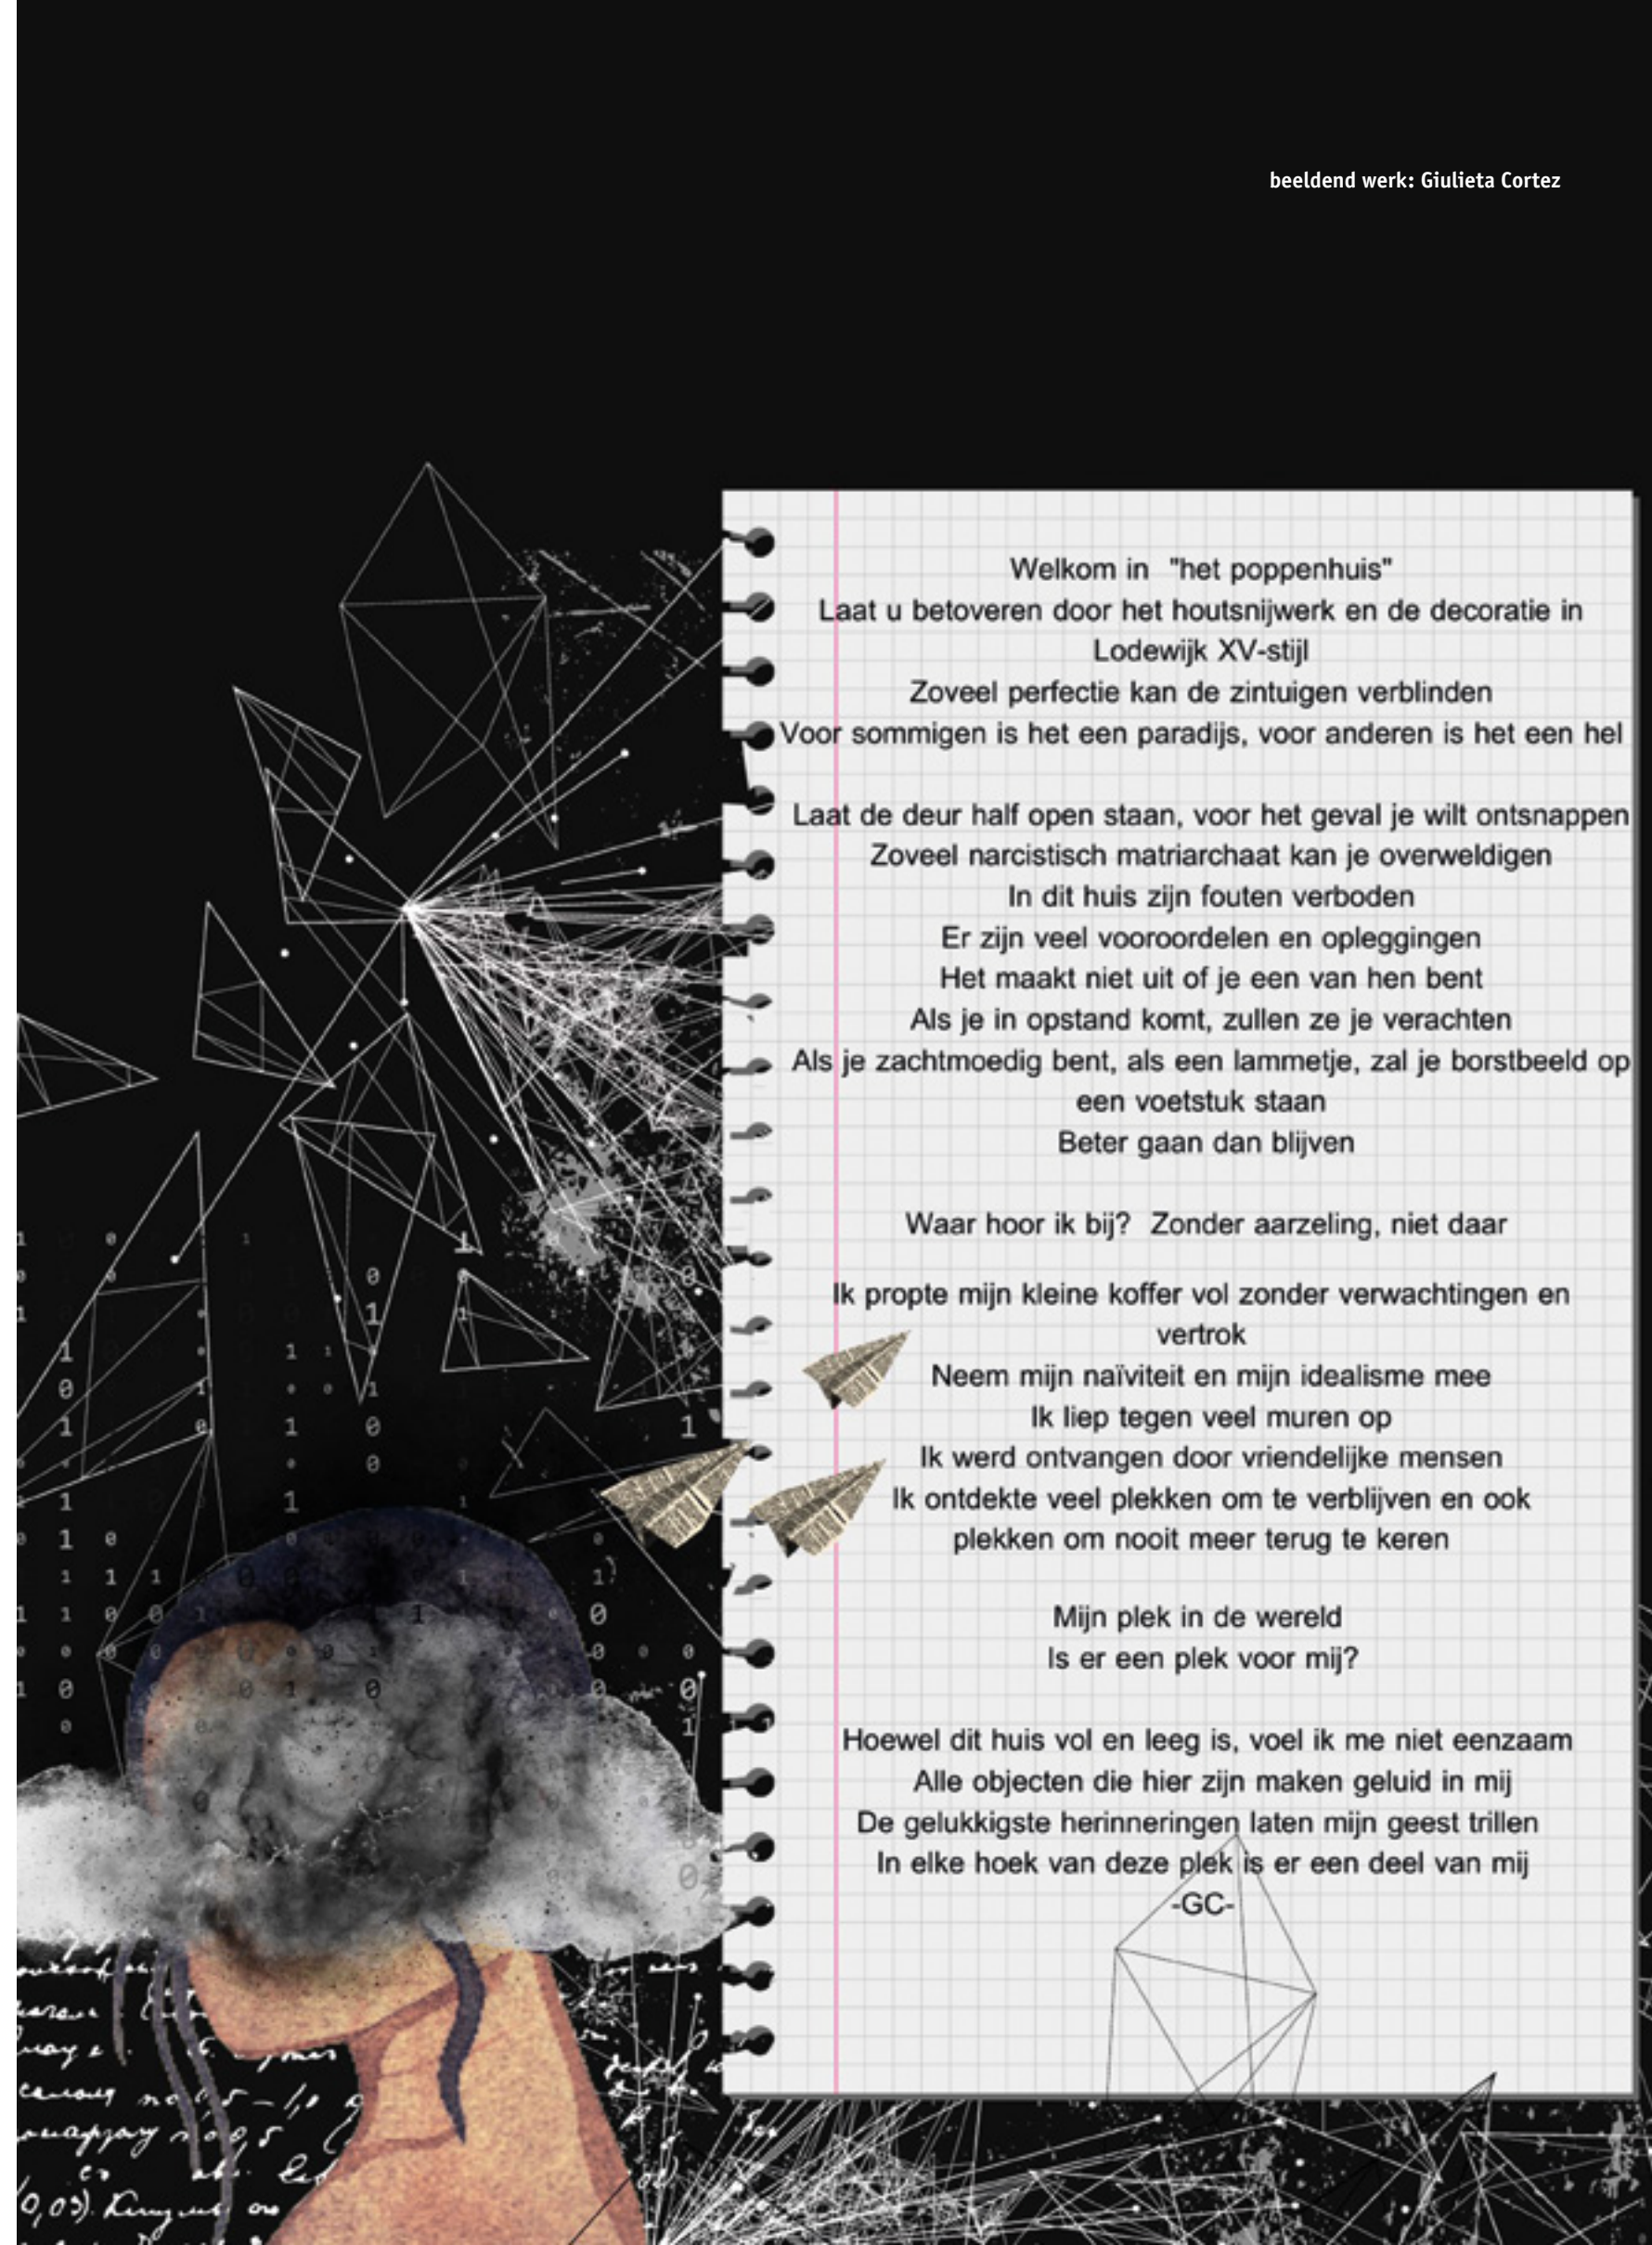 beeldend werk: Giulieta Cortez
Welkom in "het poppenhuis"
Laat u betoveren door het houtsnijwerk en de decoratie in
Lodewijk XV-stijl
Zoveel perfectie kan de zintuigen verblinden
Voor sommigen is het een paradijs, voor anderen is het een hel
Laat de deur half open staan, voor het geval je wilt ontsnappen
Zoveel narcistisch matriarchaat kan je overweldigen
In dit huis zijn fouten verboden
Er zijn veel vooroordelen en opleggingen
Het maakt niet uit of je een van hen bent
Als je in opstand komt, zullen ze je verachten
Als je zachtmoedig bent, als een lammetje, zal je borstbeeld op
een voetstuk staan
Beter gaan dan blijven
Waar hoor ik bij? Zonder aarzeling, niet daar
Ik propte mijn kleine koffer vol zonder verwachtingen en
vertrok
Neem mijn naïviteit en mijn idealisme mee
Ik liep tegen veel muren op
Ik werd ontvangen door vriendelijke mensen
Ik ontdekte veel plekken om te verblijven en ook
plekken om nooit meer terug te keren
Mijn plek in de wereld
Is er een plek voor mij?
Hoewel dit huis vol en leeg is, voel ik me niet eenzaam
Alle objecten die hier zijn maken geluid in mij
De gelukkigste herinneringen laten mijn geest trillen
In elke hoek van deze plek is er een deel van mij
-GC-